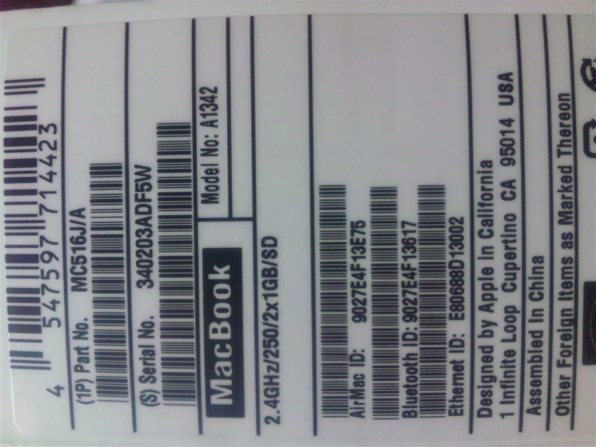 4 547597 714423
(1P) Part No. MC516J/A
(S) Serial No. 340203ADF5W
MacBook
Model No: A1342
2.4GHz/250/2x1GB/SD
AirMac ID: 9027E4F13E75
Bluetooth ID: 9027E4F13617
Ethernet ID: E80688D13002
Designed by Apple in California
1 Infinite Loop Cupertino CA 95014 USA
Assembled in China
Other Foreign Items as Marked Thereon